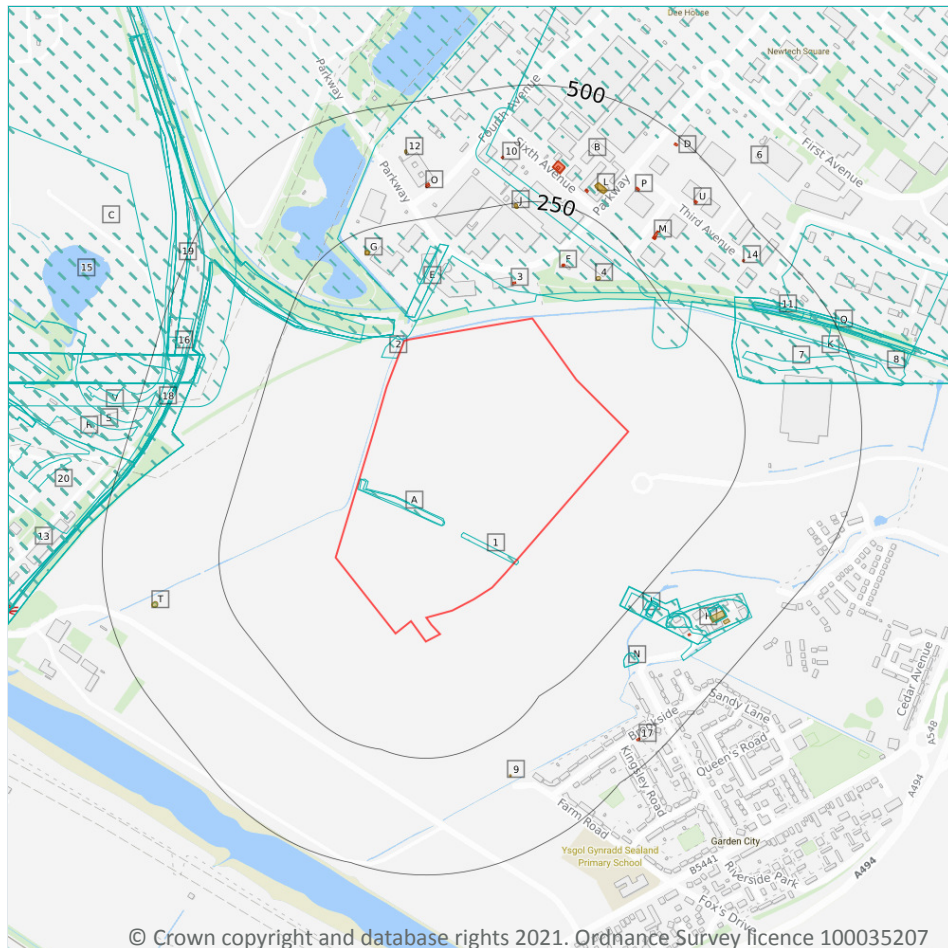 Dee House
Newtech Square
Parkway
500
Fourth Avenue
12
10
Sixth Avenue
B
D
6
First Avenue
Parkway
O
L
P
Parkway
U
J
250
C
Third Avenue
M
G
19
14
15
E
3
F
4
11
Q
16
2
K
7
8
18
V
S
R
20
A
13
1
T
I
H
N
Cedar Avenue
Sandy Lane
A548
17
Brookside
Queen's Road
9
Kingsley Road
A494
Farm Road
Garden City
Ysgol Gynradd Sealand
Primary School
B5441
Riverside Park
A494
Fox's Drive
© Crown copyright and database rights 2021. Ordnance Survey licence 100035207